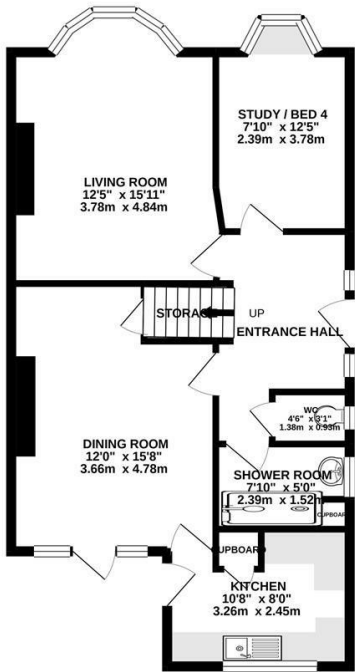 STUDY / BED 4
7'10" x 12'5"
2.39m x 3.78m
LIVING ROOM
12'5" x 15'11"
3.78m x 4.84m
STORAGE
UP
ENTRANCE HALL
WC
4'6" x 3'1"
1.38m x 0.93m
DINING ROOM
12'0" x 15'8"
3.66m x 4.78m
SHOWER ROOM
7'10" x 5'0"
2.39m x 1.52m
CUPBOARD
CUPBOARD
KITCHEN
10'8" x 8'0"
3.26m x 2.45m